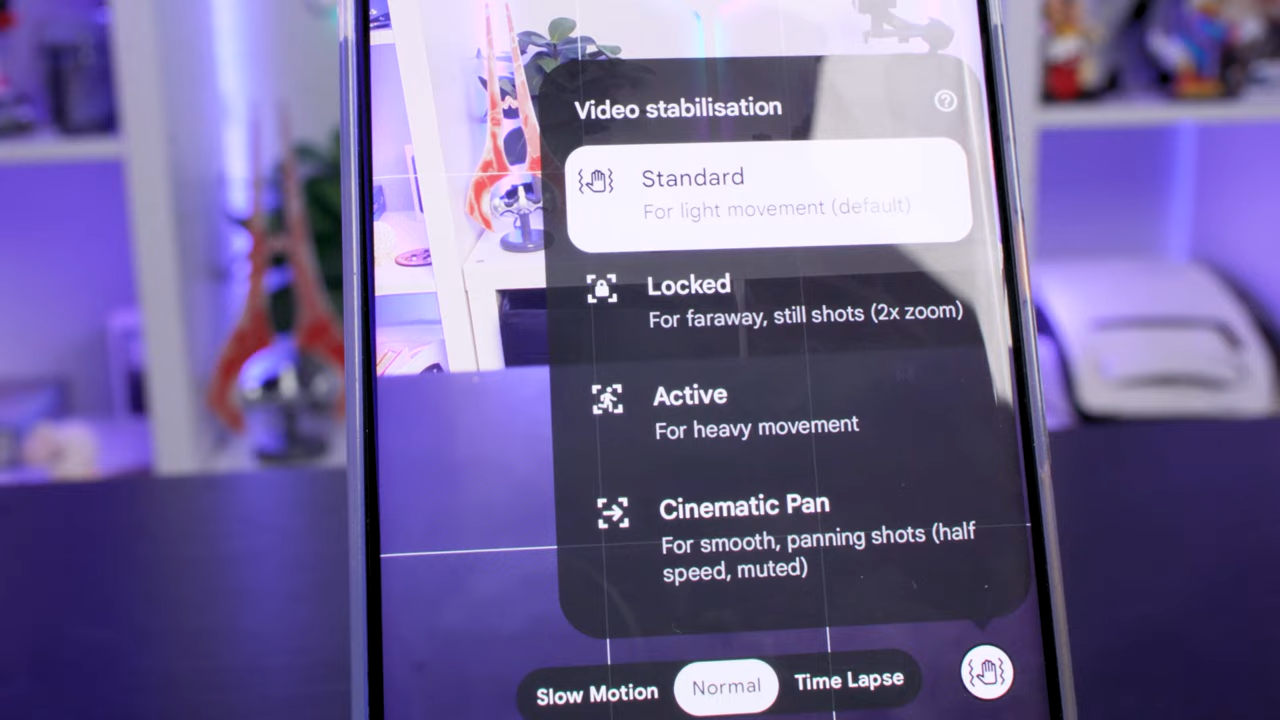 Video stabilisation
Standard
For light movement (default)
Locked
For faraway, still shots (2x zoom)
Active
For heavy movement
Cinematic Pan
For smooth, panning shots (half
speed, muted)
Slow Motion Normal Time Lapse